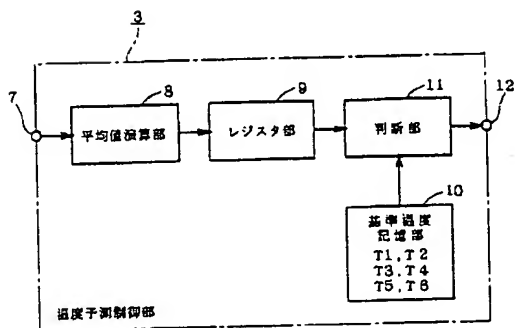 3
7
8
9
11
12
平均値演算部
レジスタ部
判断部
10
基準温度
記憶部
T1, T2
T3, T4
T5, T6
温度予測制御部